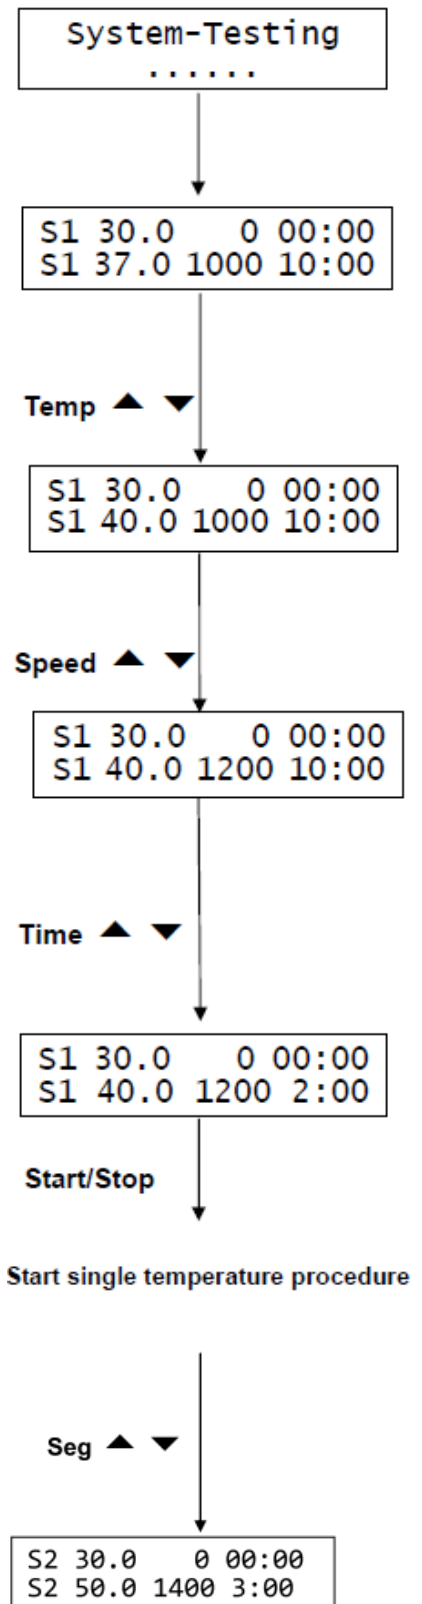 System-Testing
......
S1 30.0 0 00:00
S1 37.0 1000 10:00
Temp ▲ ▼
S1 30.0 0 00:00
S1 40.0 1000 10:00
Speed ▲ ▼
S1 30.0 0 00:00
S1 40.0 1200 10:00
Time ▲ ▼
S1 30.0 0 00:00
S1 40.0 1200 2:00
Start/Stop
Start single temperature procedure
Seg ▲ ▼
S2 30.0 0 00:00
S2 50.0 1400 3:00